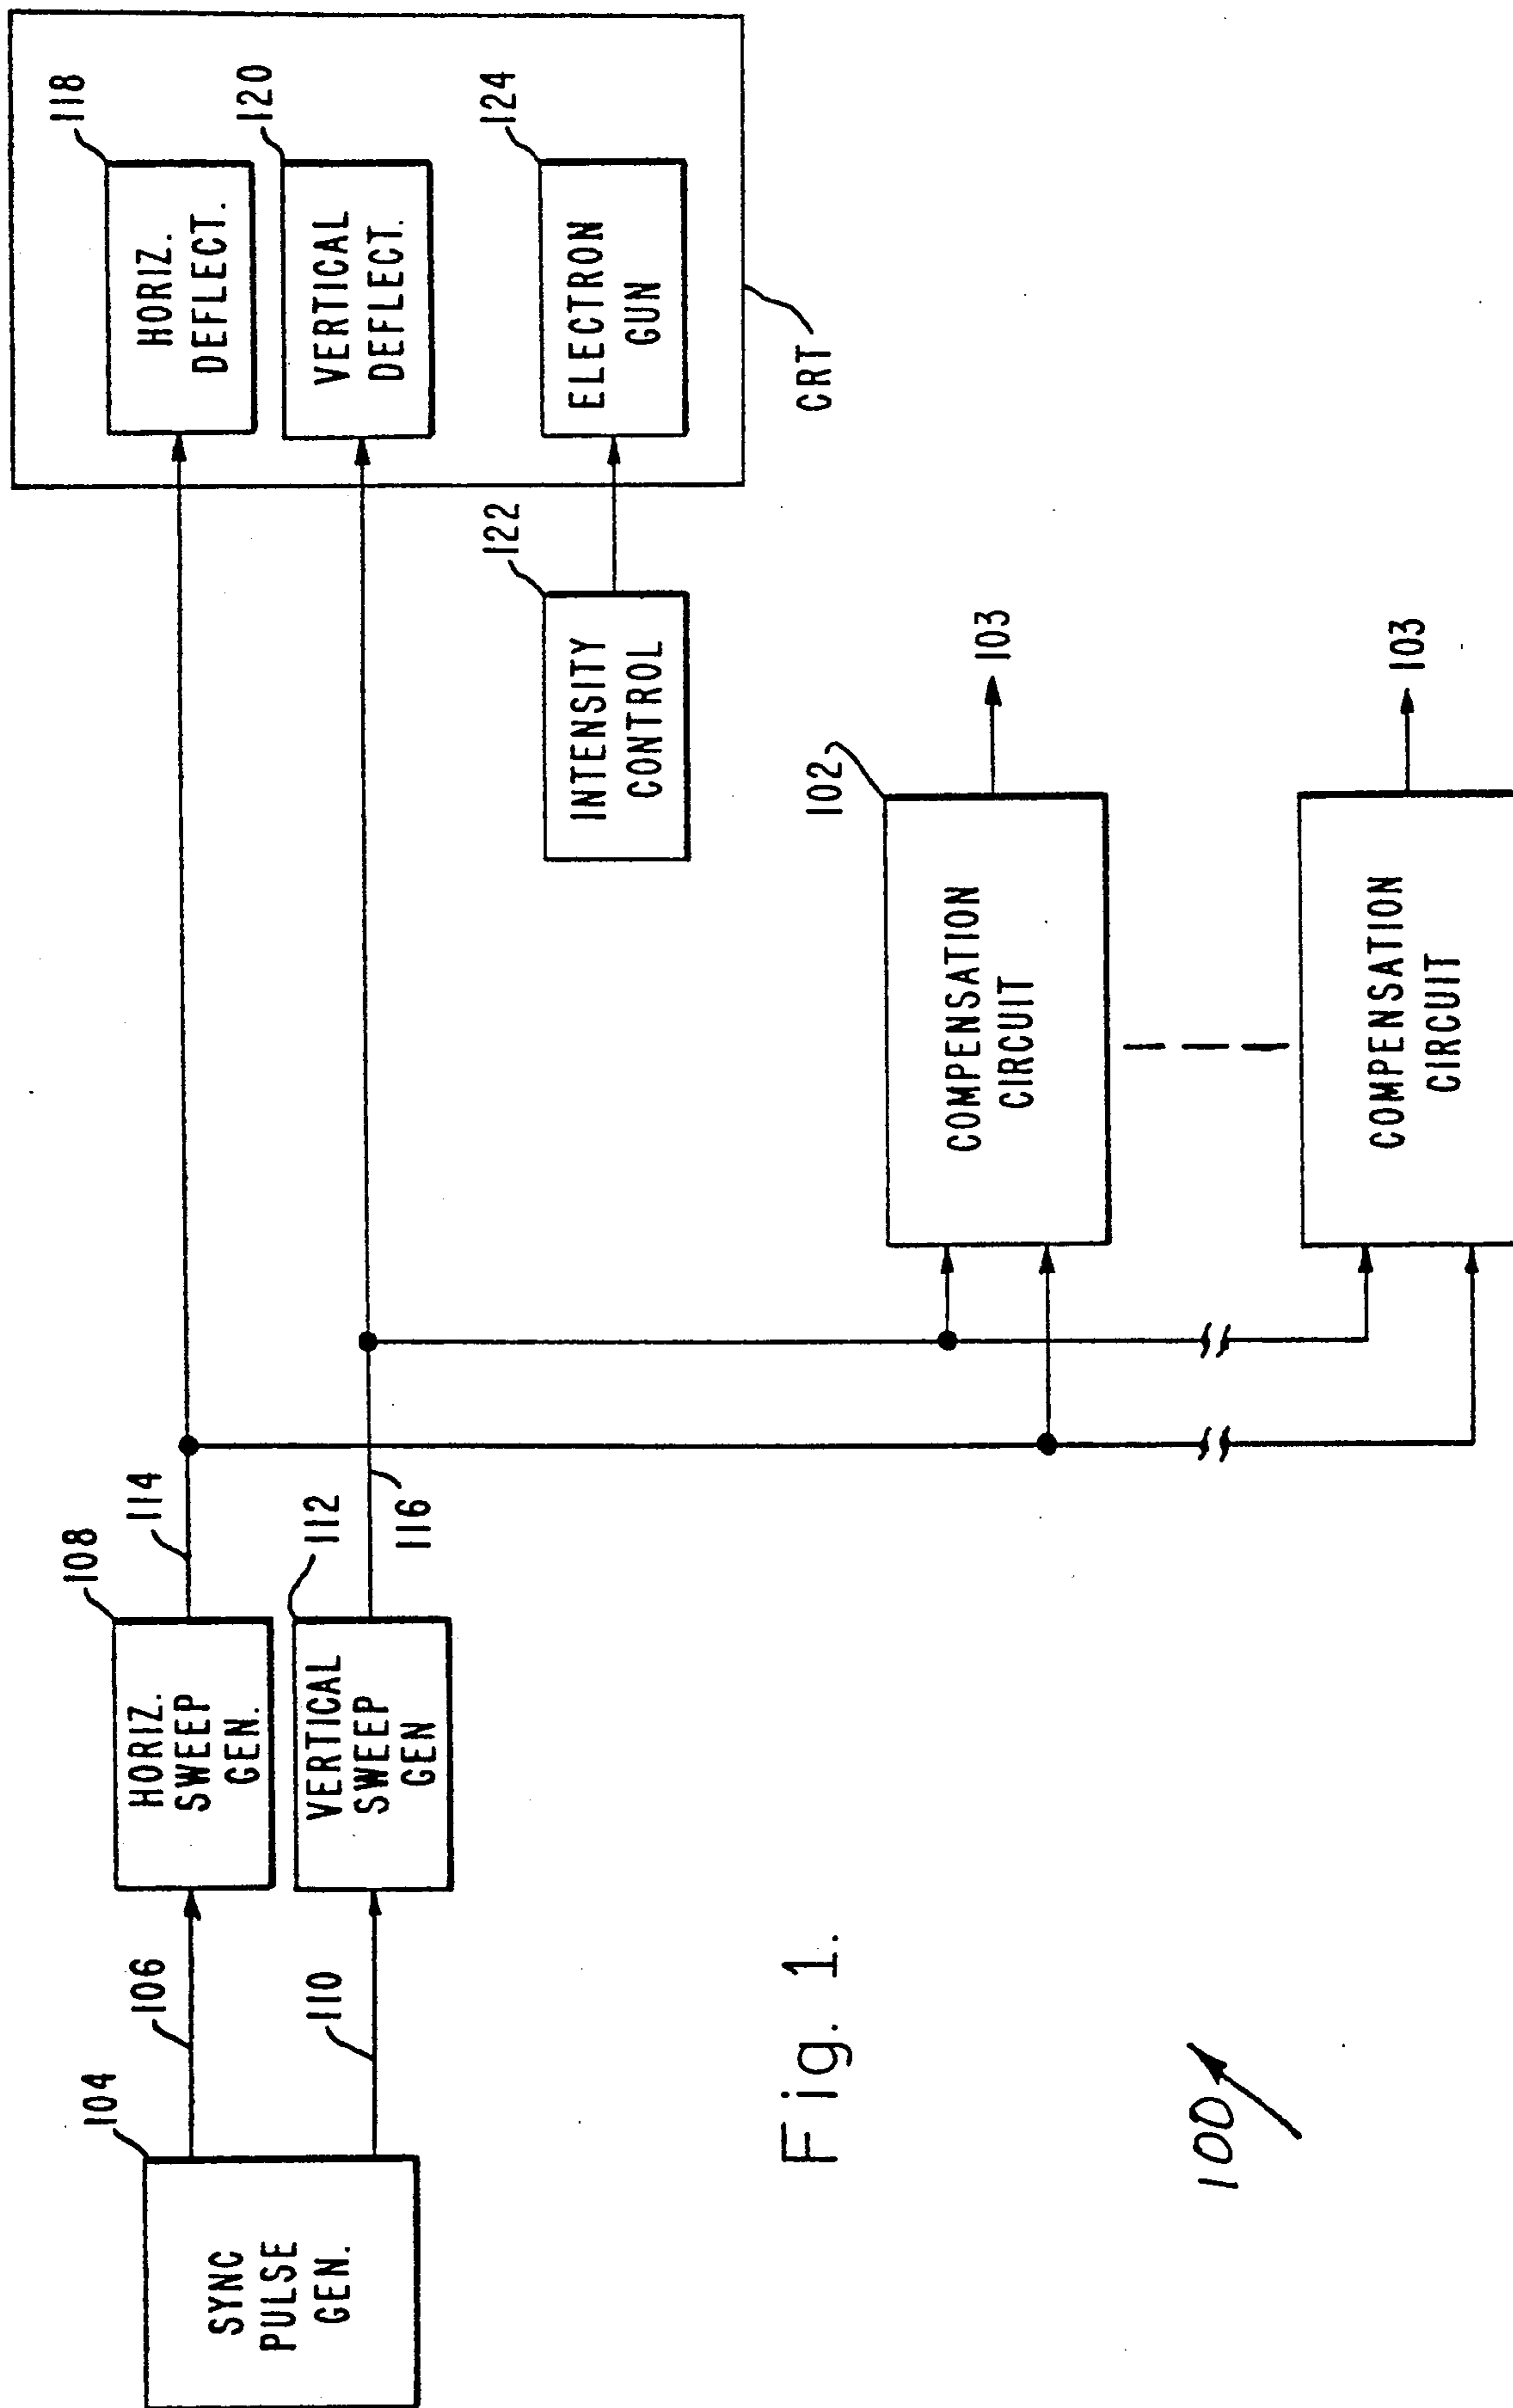 118
HORIZ.
DEFLECT.
120
VERTICAL
DEFLECT.
124
ELECTRON
GUN
CRT
122
INTENSITY
CONTROL
114
108
HORIZ.
SWEEP
GEN.
112
VERTICAL
SWEEP
GEN
116
106
110
104
SYNC
PULSE
GEN.
102
COMPENSATION
CIRCUIT
103
COMPENSATION
CIRCUIT
103
Fig. 1.
100